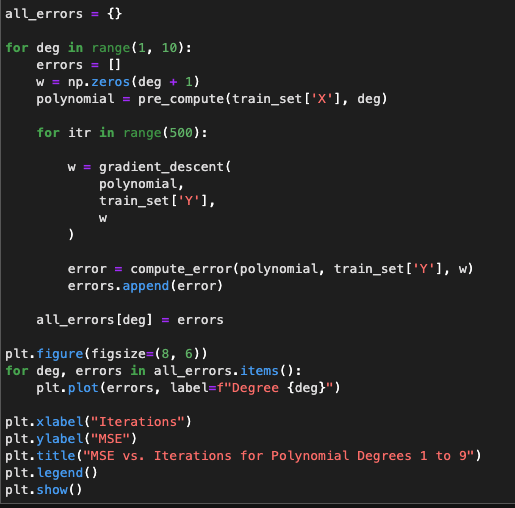 all_errors = {}

for deg in range(1, 10):
    errors = []
    w = np.zeros(deg + 1)
    polynomial = pre_compute(train_set['X'], deg)

    for itr in range(500):

        w = gradient_descent(
            polynomial,
            train_set['Y'],
            w
        )

        error = compute_error(polynomial, train_set['Y'], w)
        errors.append(error)

    all_errors[deg] = errors

plt.figure(figsize=(8, 6))
for deg, errors in all_errors.items():
    plt.plot(errors, label=f"Degree {deg}")

plt.xlabel("Iterations")
plt.ylabel("MSE")
plt.title("MSE vs. Iterations for Polynomial Degrees 1 to 9")
plt.legend()
plt.show()